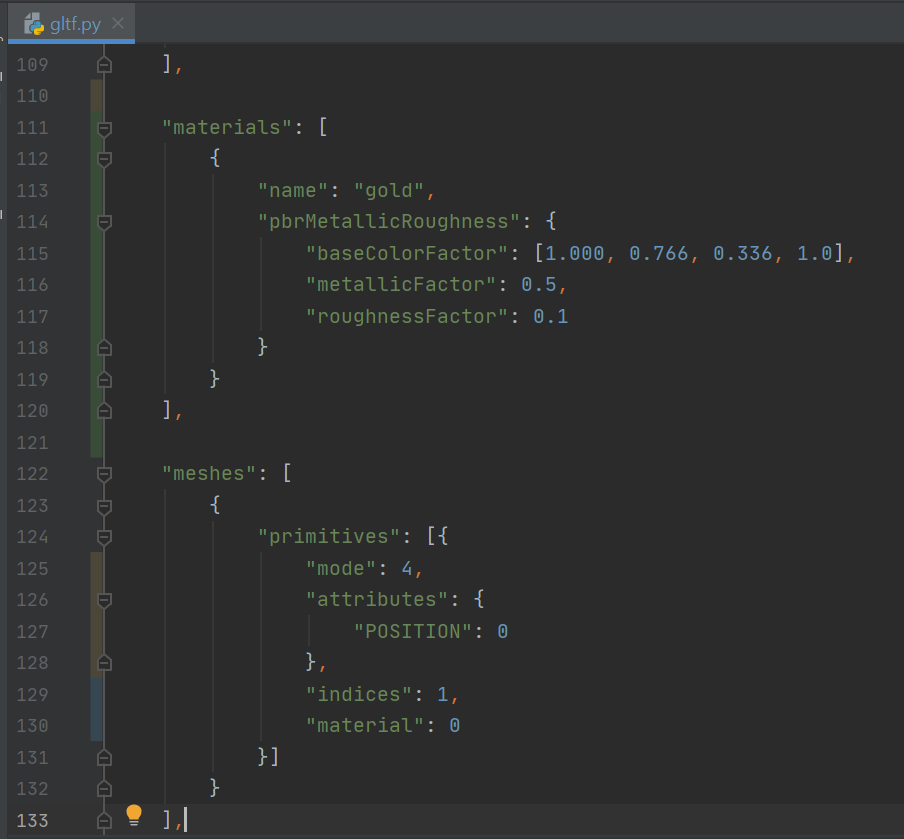 gltf.py
109 ],
110
111 "materials": [
112 {
113 "name": "gold",
114 "pbrMetallicRoughness": {
115 "baseColorFactor": [1.000, 0.766, 0.336, 1.0],
116 "metallicFactor": 0.5,
117 "roughnessFactor": 0.1
118 }
119 }
120 ],
121
122 "meshes": [
123 {
124 "primitives": [{
125 "mode": 4,
126 "attributes": {
127 "POSITION": 0
128 },
129 "indices": 1,
130 "material": 0
131 }]
132 }
133 ],